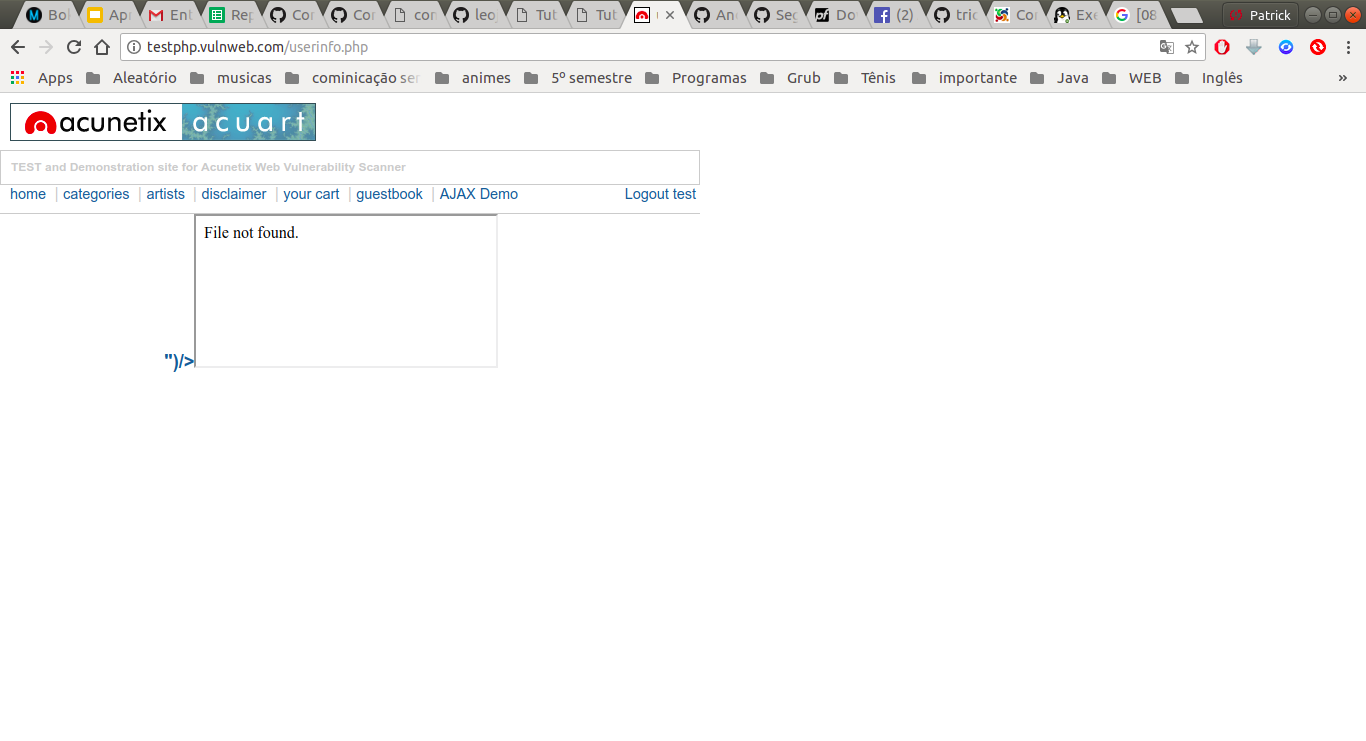 Bol
Api
Ent
Rep
Cor
Cor
cor
leo
Tut
Tut
An
Seg
Do
(2)
tric
Cor
Exe
[08
Patrick
testphp.vulnweb.com/userinfo.php
Apps Aleatório musicas cominicação ser animes 5º semestre Programas Grub Tênis importante Java WEB Inglês »
acunetix acuart
TEST and Demonstration site for Acunetix Web Vulnerability Scanner
home | categories | artists | disclaimer | your cart | guestbook | AJAX Demo Logout test
File not found.
")/>